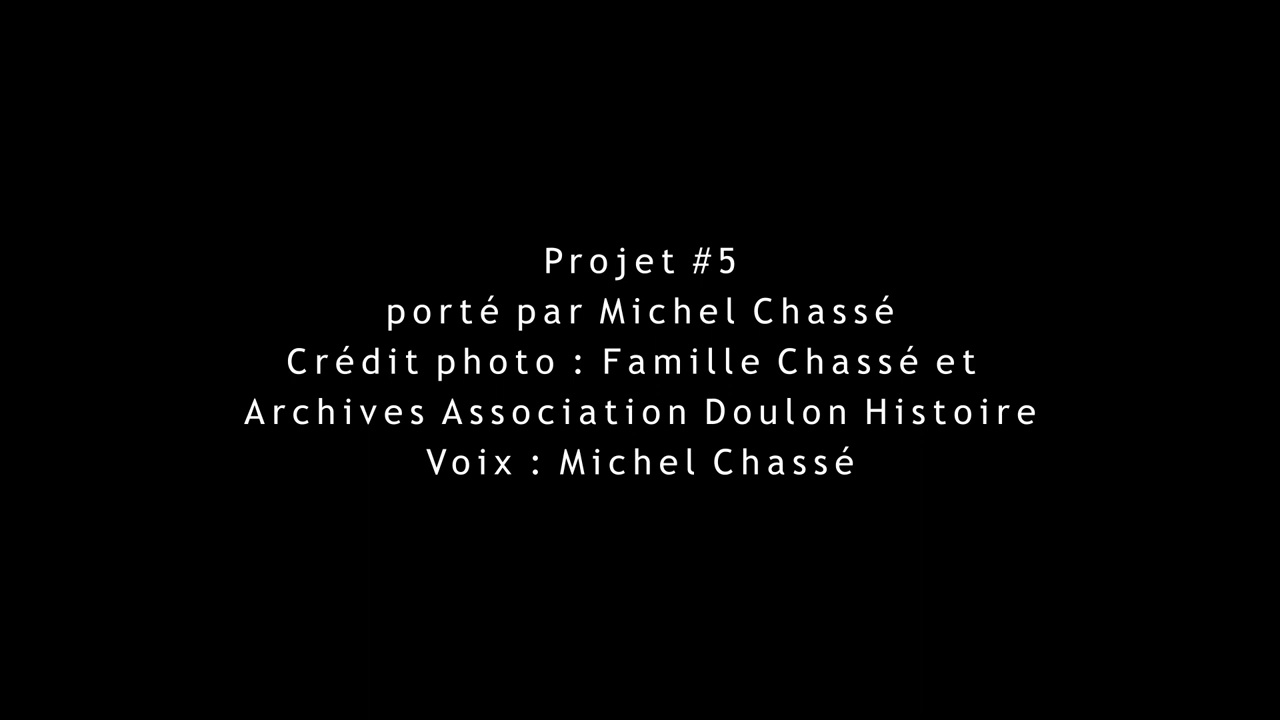 Projet #5
porté par Michel Chassé
Crédit photo : Famille Chassé et
Archives Association Doulon Histoire
Voix : Michel Chassé